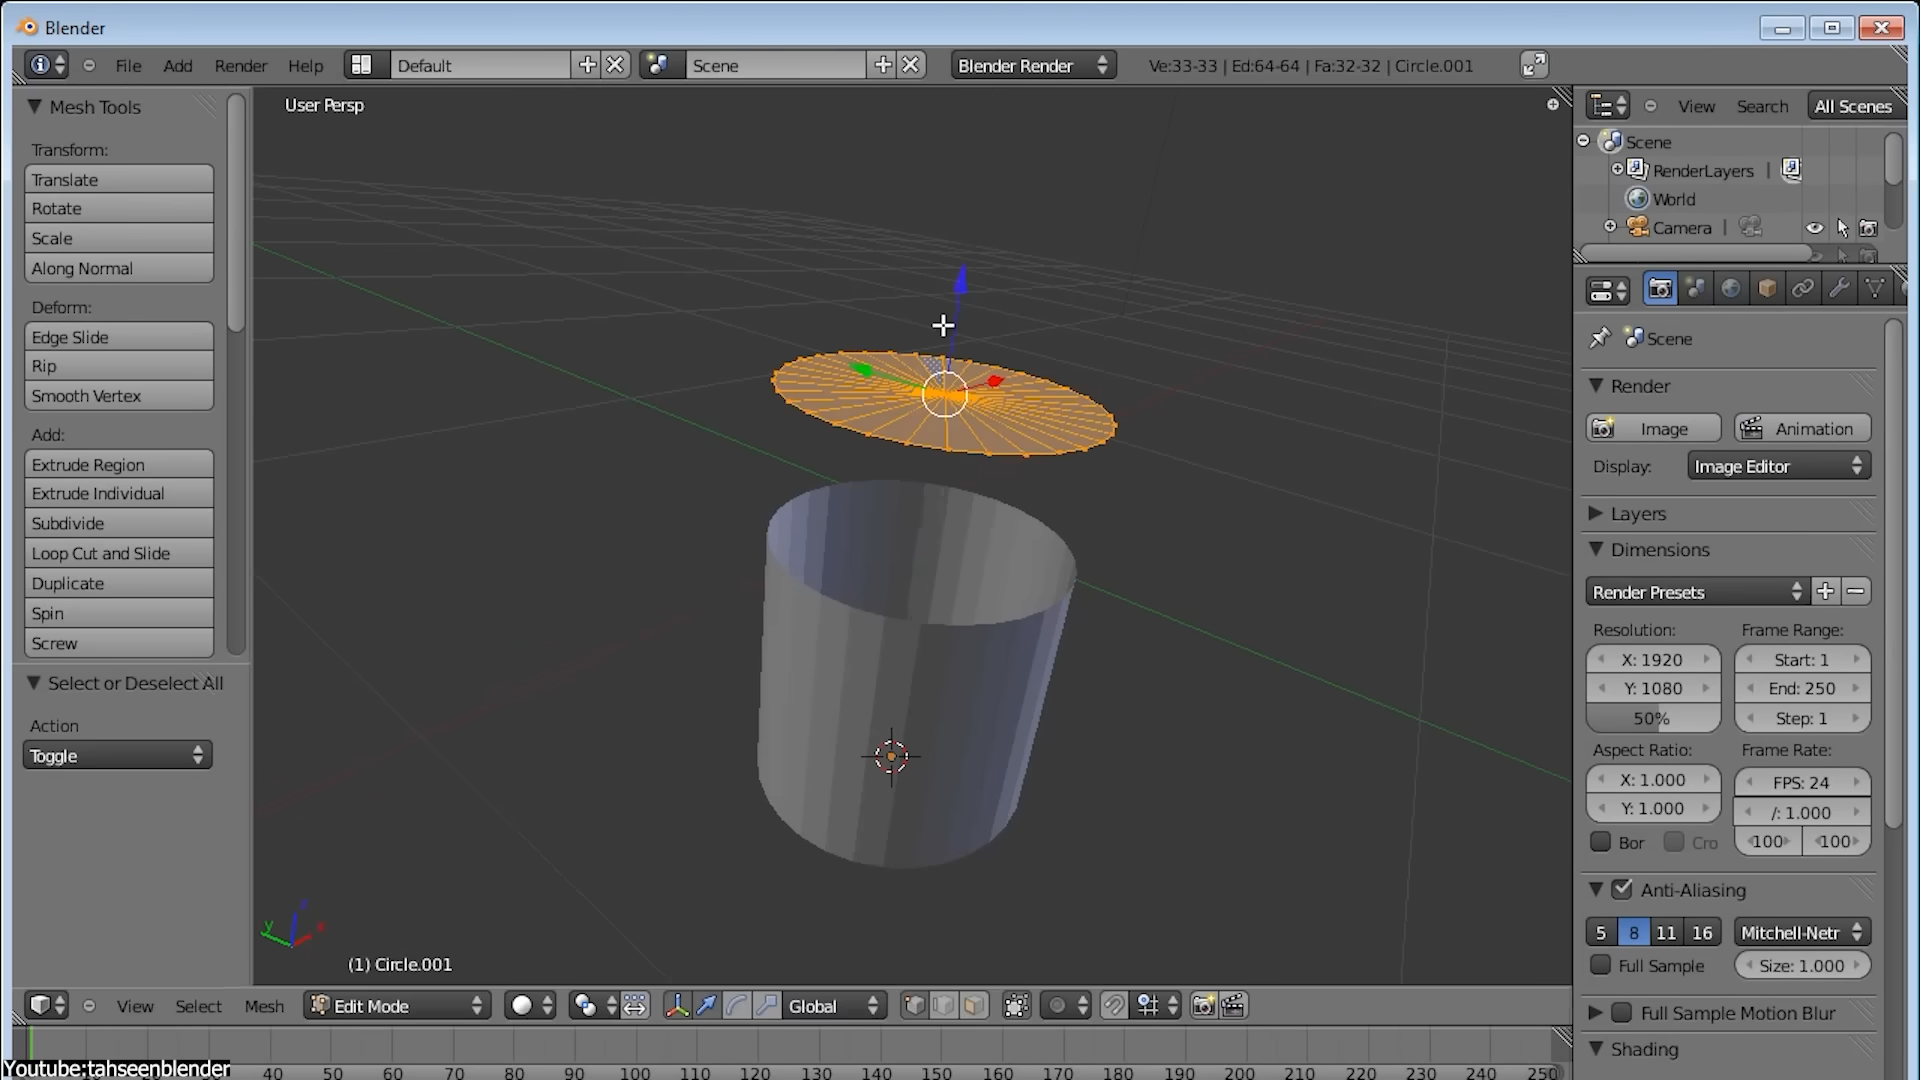 Blender
File Add Render Help Default Scene Blender Render Ve:33-33 | Ed:64-64 | Fa:32-32 | Circle.001
Mesh Tools
Transform:
Translate
Rotate
Scale
Along Normal
Deform:
Edge Slide
Rip
Smooth Vertex
Add:
Extrude Region
Extrude Individual
Subdivide
Loop Cut and Slide
Duplicate
Spin
Screw
Select or Deselect All
Action
Toggle
User Persp
y
(1) Circle.001
View Search All Scenes
Scene
RenderLayers |
World
Camera |
Scene
Render
Image Animation
Display: Image Editor
Layers
Dimensions
Render Presets
Resolution: Frame Range:
X: 1920 Start: 1
Y: 1080 End: 250
50% Step: 1
Aspect Ratio: Frame Rate:
X: 1.000 FPS: 24
Y: 1.000 /: 1.000
Bor Cro 100 100
Anti-Aliasing
5 8 11 16 Mitchell-Netr
Full Sample Size: 1.000
Full Sample Motion Blur
Shading
View Select Mesh Edit Mode Global
40 50 60 70 80 90 100 110 120 130 140 150 160 170 180 190 200 210 220 230 240 250
Youtube:tahseenblender